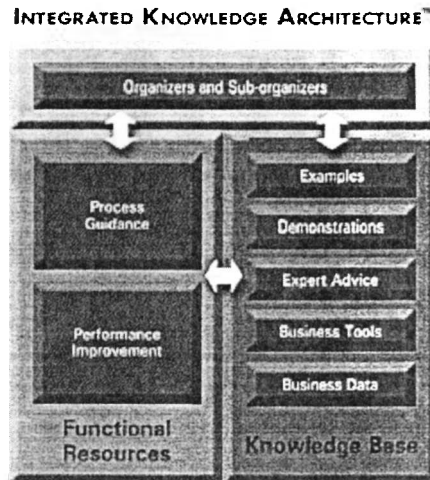 INTEGRATED KNOWLEDGE ARCHITECTURE™
Organizers and Sub-organizers
Process
Guidance
Performance
Improvement
Functional
Resources
Examples
Demonstrations
Expert Advice
Business Tools
Business Data
Knowledge Base